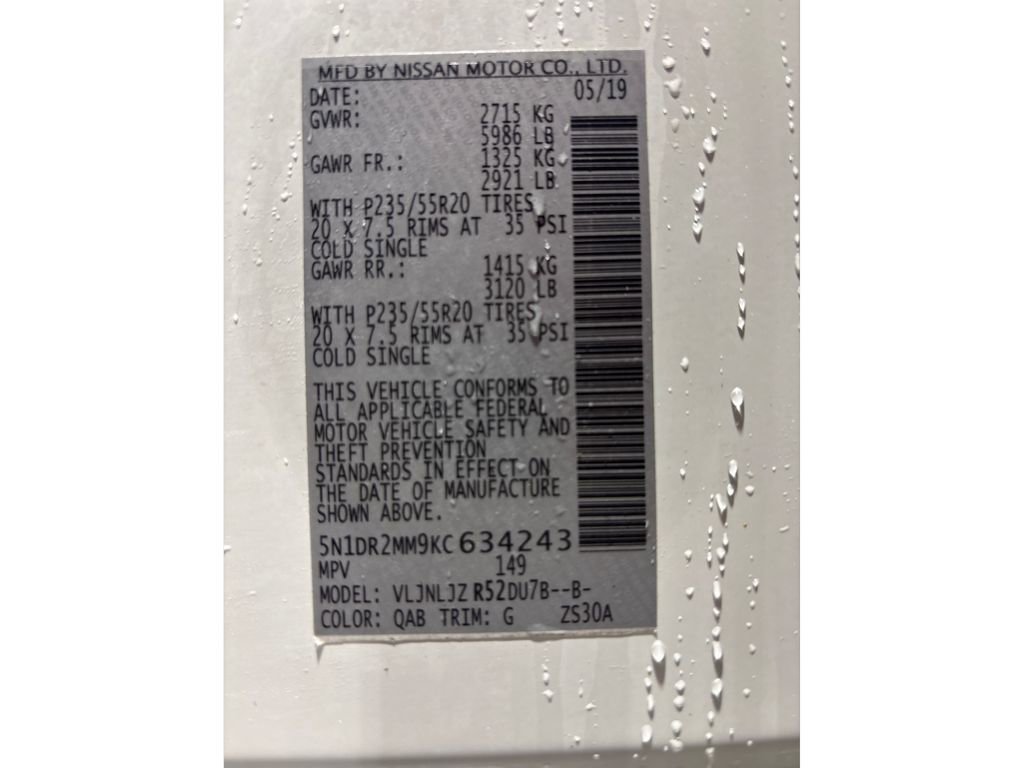 MFD BY NISSAN MOTOR CO., LTD.
DATE: 05/19
GVWR: 2715 KG
5986 LB
GAWR FR.: 1325 KG
2921 LB
WITH P235/55R20 TIRES
20 X 7.5 RIMS AT 35 PSI
COLD SINGLE
GAWR RR.: 1415 KG
3120 LB
WITH P235/55R20 TIRES
20 X 7.5 RIMS AT 35 PSI
COLD SINGLE
THIS VEHICLE CONFORMS TO
ALL APPLICABLE FEDERAL
MOTOR VEHICLE SAFETY AND
THEFT PREVENTION
STANDARDS IN EFFECT ON
THE DATE OF MANUFACTURE
SHOWN ABOVE.
5N1DR2MM9KC634243
MPV 149
MODEL: VLJNLJZ R52DU7B--B-
COLOR: QAB TRIM: G ZS30A